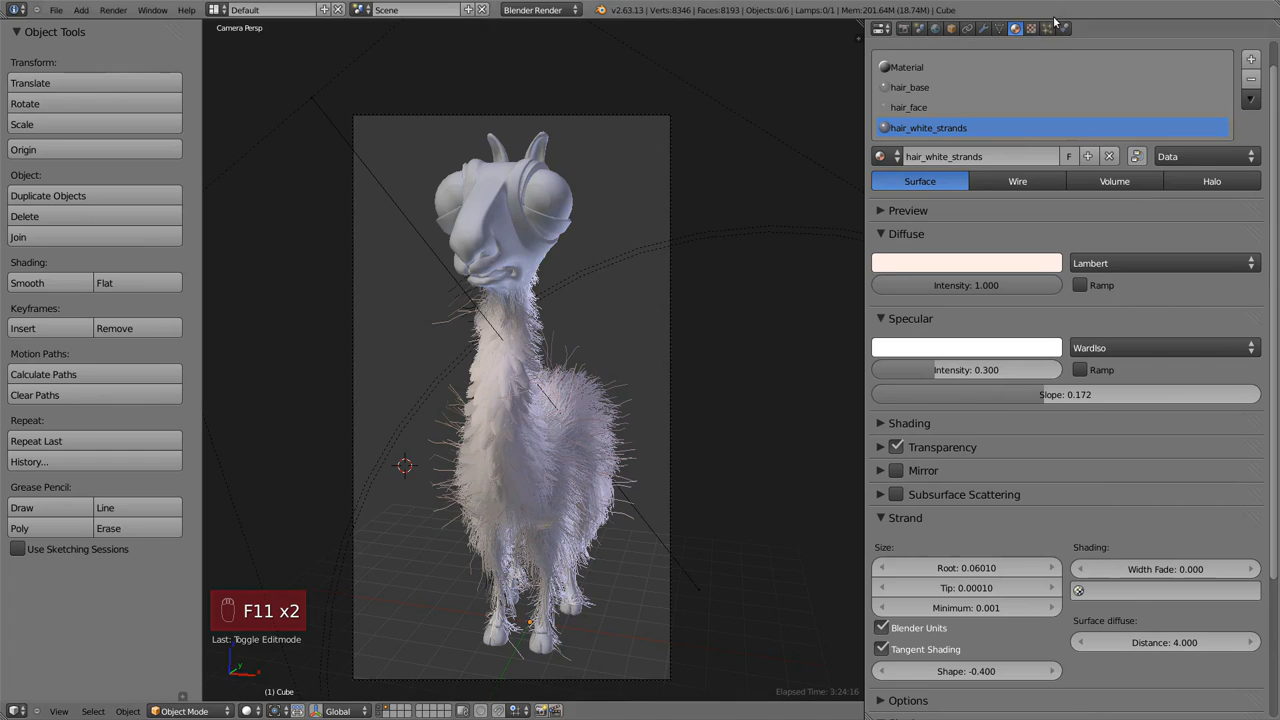 File Add Render Window Help Default Scene Blender Render v2.63.13 | Verts:8346 | Faces:8193 | Objects:0/6 | Lamps:0/1 | Mem:201.64M (18.74M) | Cube
Object Tools
Transform:
Translate
Rotate
Scale
Origin
Object:
Duplicate Objects
Delete
Join
Shading:
Smooth Flat
Keyframes:
Insert Remove
Motion Paths:
Calculate Paths
Clear Paths
Repeat:
Repeat Last
History...
Grease Pencil:
Draw Line
Poly Erase
Use Sketching Sessions
Camera Persp
F11 x2
Last: Toggle Editmode
z
y
x
(1) Cube
Elapsed Time: 3:24:16
View Select Object Object Mode Global
Material
hair_base
hair_face
hair_white_strands
hair_white_strands F Data
Surface Wire Volume Halo
Preview
Diffuse
Lambert
Intensity: 1.000 Ramp
Specular
WardIso
Intensity: 0.300 Ramp
Slope: 0.172
Shading
Transparency
Mirror
Subsurface Scattering
Strand
Size: Shading:
Root: 0.06010 Width Fade: 0.000
Tip: 0.00010
Minimum: 0.001
Blender Units Surface diffuse:
Tangent Shading Distance: 4.000
Shape: -0.400
Options